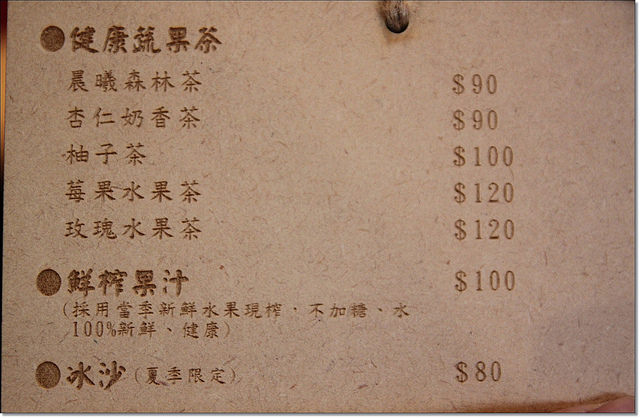 ●健康蔬果茶
晨曦森林茶 $90
杏仁奶香茶 $90
柚子茶 $100
莓果水果茶 $120
玫瑰水果茶 $120
●鮮榨果汁 $100
(採用當季新鮮水果現榨，不加糖、水
100%新鮮、健康)
●冰沙(夏季限定) $80